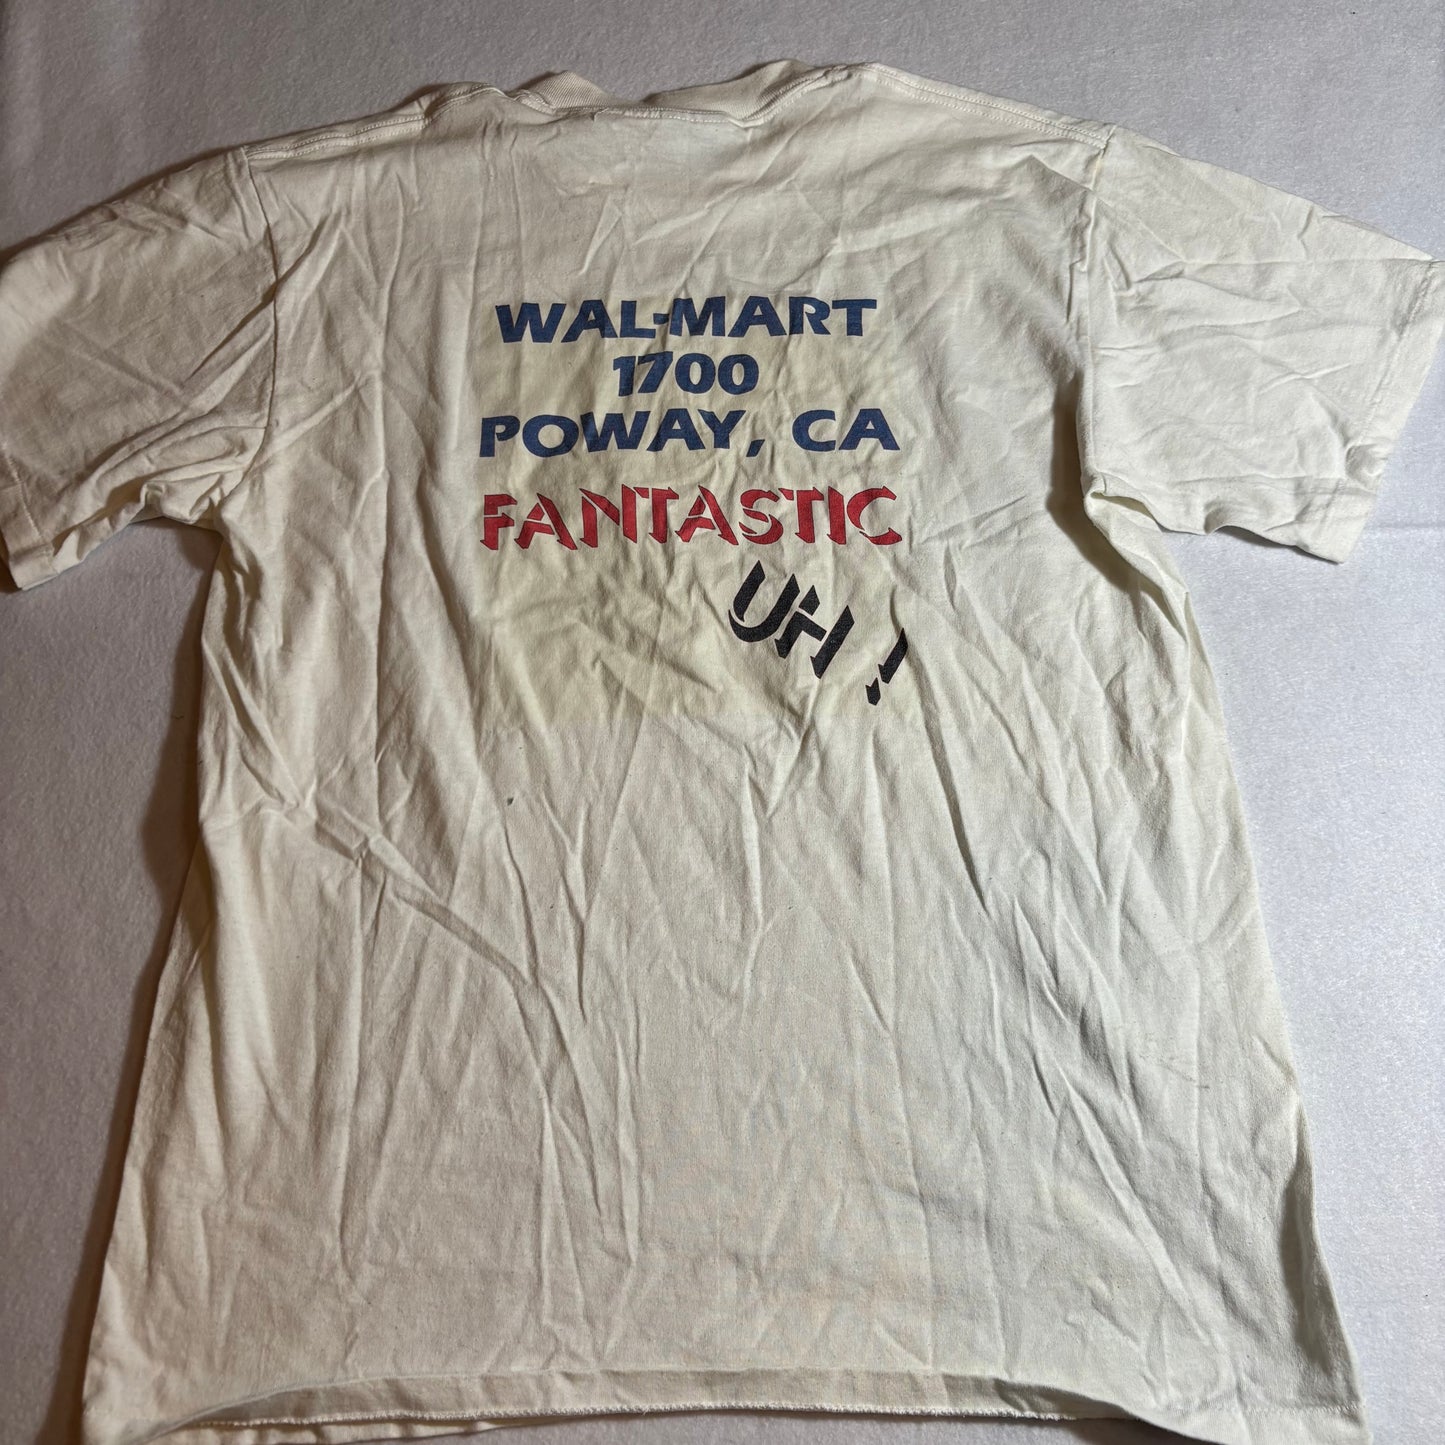 WAL-MART
1700
POWAY, CA
FANTASTIC
UH,!